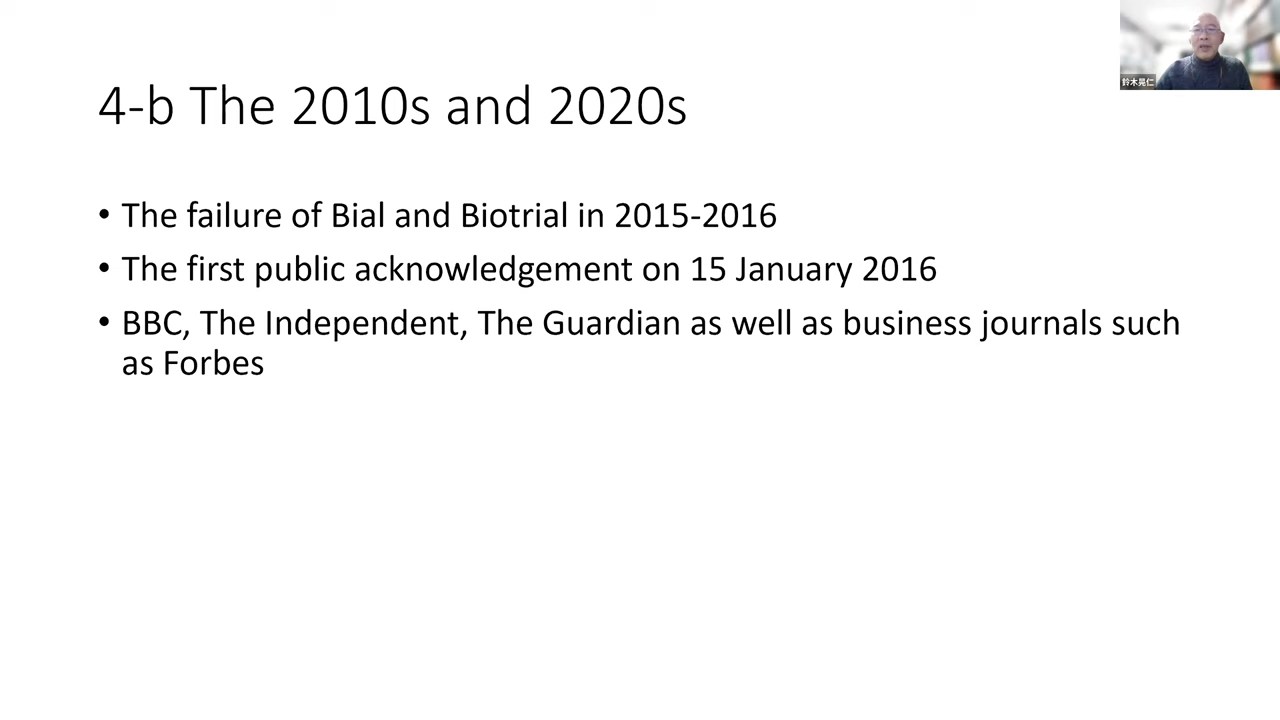 4-b The 2010s and 2020s
• The failure of Bial and Biotrial in 2015-2016
• The first public acknowledgement on 15 January 2016
• BBC, The Independent, The Guardian as well as business journals such
as Forbes
鈴木晃仁